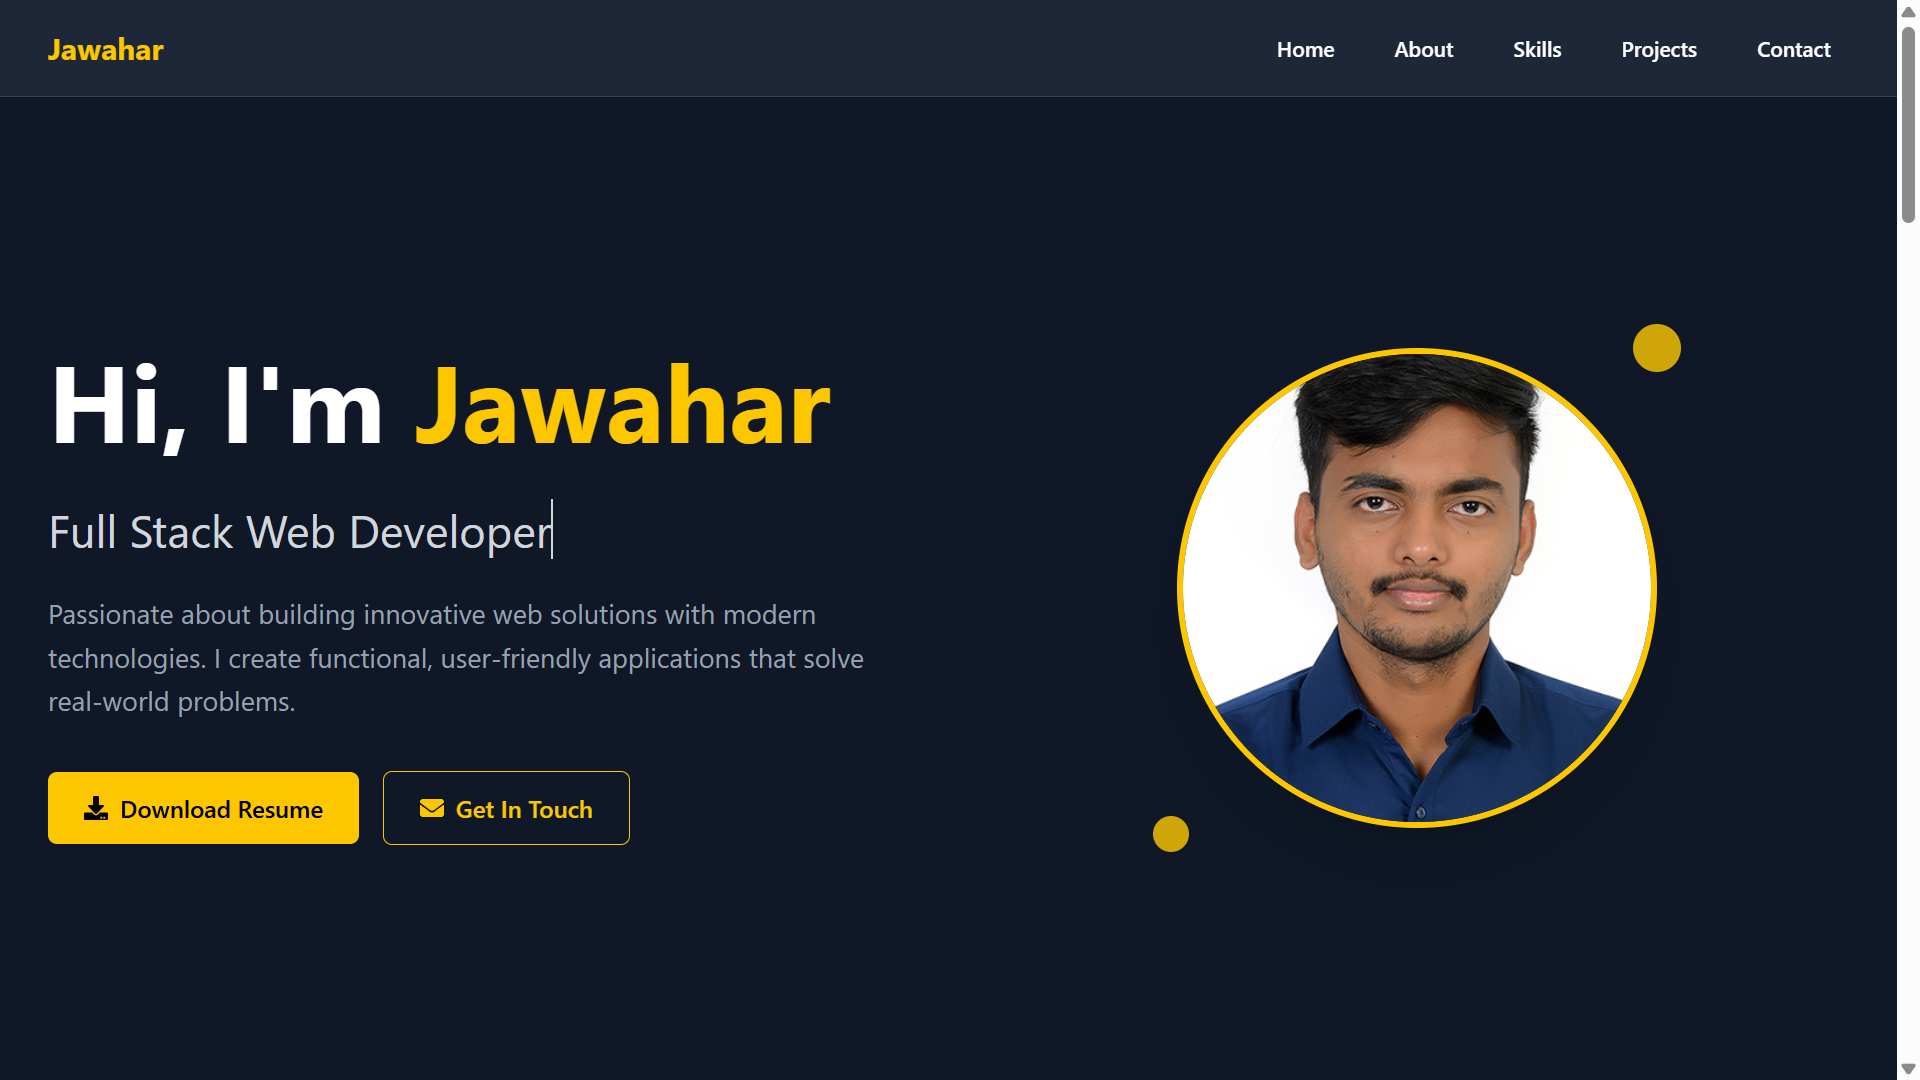 Jawahar
Home
About
Skills
Projects
Contact
Hi, I'm Jawahar
Full Stack Web Developer
Passionate about building innovative web solutions with modern
technologies. I create functional, user-friendly applications that solve
real-world problems.
Download Resume
Get In Touch